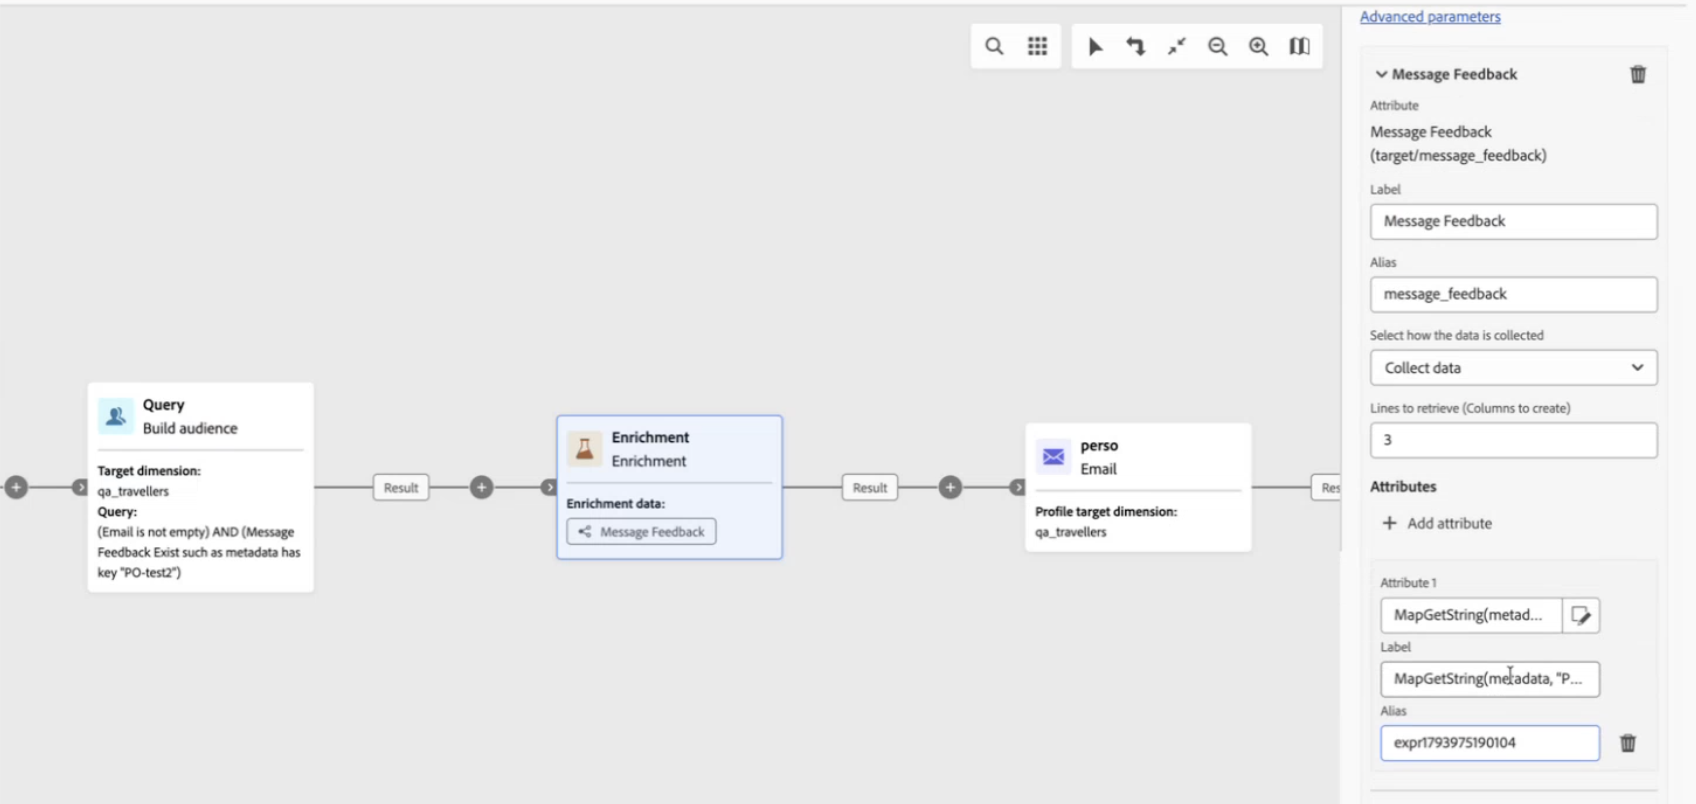 Query
Build audience
Target dimension:
qa_travellers
Query:
(Email is not empty) AND (Message
Feedback Exist such as metadata has
key "PO-test2")
Result
Enrichment
Enrichment
Enrichment data:
Message Feedback
Result
perso
Email
Profile target dimension:
qa_travellers
Res
Advanced parameters
Message Feedback
Attribute
Message Feedback
(target/message_feedback)
Label
Message Feedback
Alias
message_feedback
Select how the data is collected
Collect data
Lines to retrieve (Columns to create)
3
Attributes
+ Add attribute
Attribute 1
MapGetString(metad...
Label
MapGetString(metadata, "P...
Alias
expr1793975190104